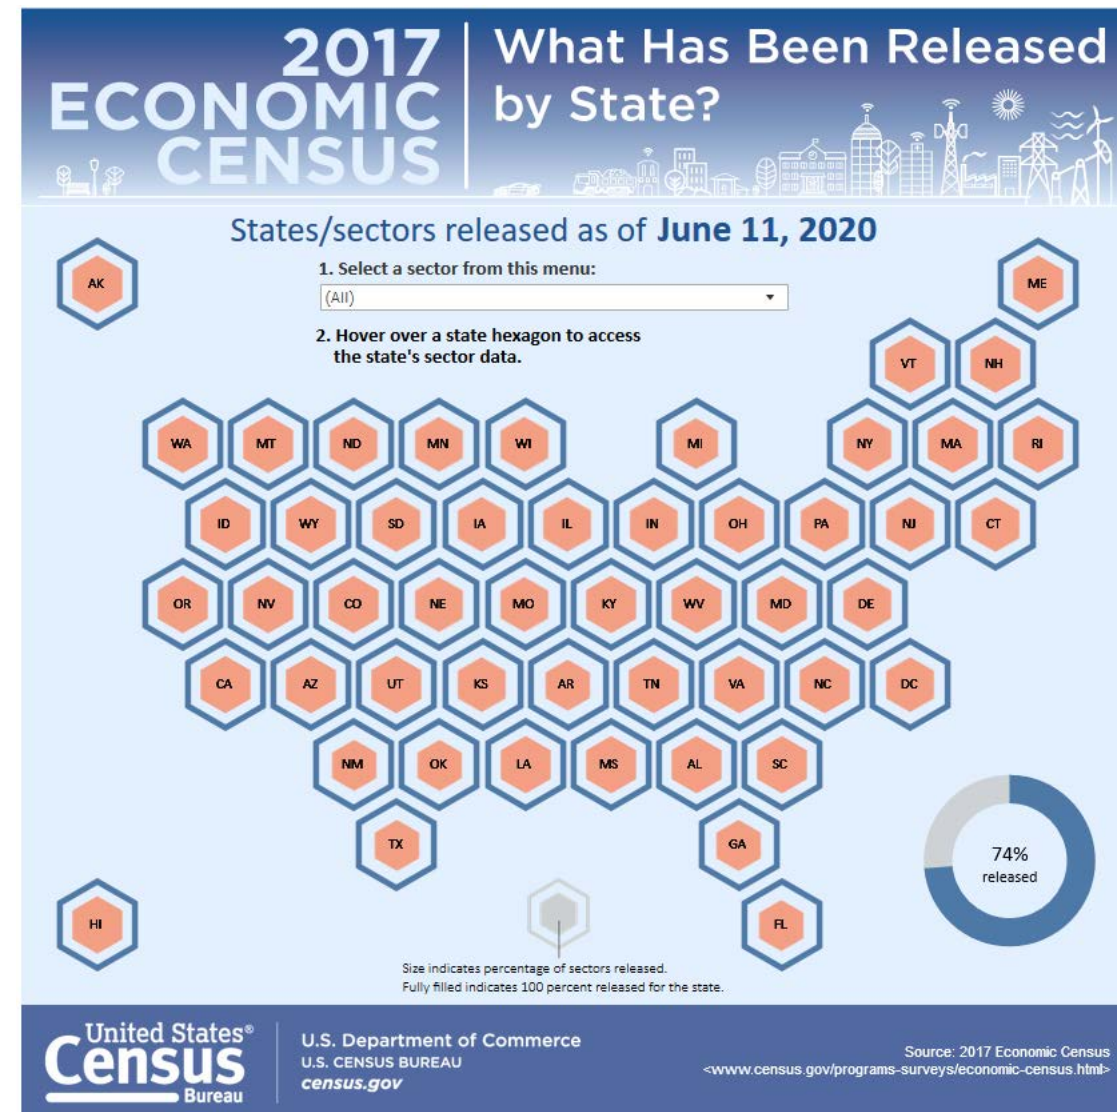 2017
ECONOMIC
CENSUS
What Has Been Released
by State?
States/sectors released as of June 11, 2020
1. Select a sector from this menu:
(All)
2. Hover over a state hexagon to access
the state's sector data.
AK
ME
VT NH
WA MT ND MN WI MI NY MA RI
ID WY SD IA IL IN OH PA NJ CT
OR NV CO NE MO KY WV MD DE
CA AZ UT KS AR TN VA NC DC
NM OK LA MS AL SC
TX GA
HI FL
74%
released
Size indicates percentage of sectors released.
Fully filled indicates 100 percent released for the state.
United States®
Census
Bureau
U.S. Department of Commerce
U.S. CENSUS BUREAU
census.gov
Source: 2017 Economic Census
<www.census.gov/programs-surveys/economic-census.html>